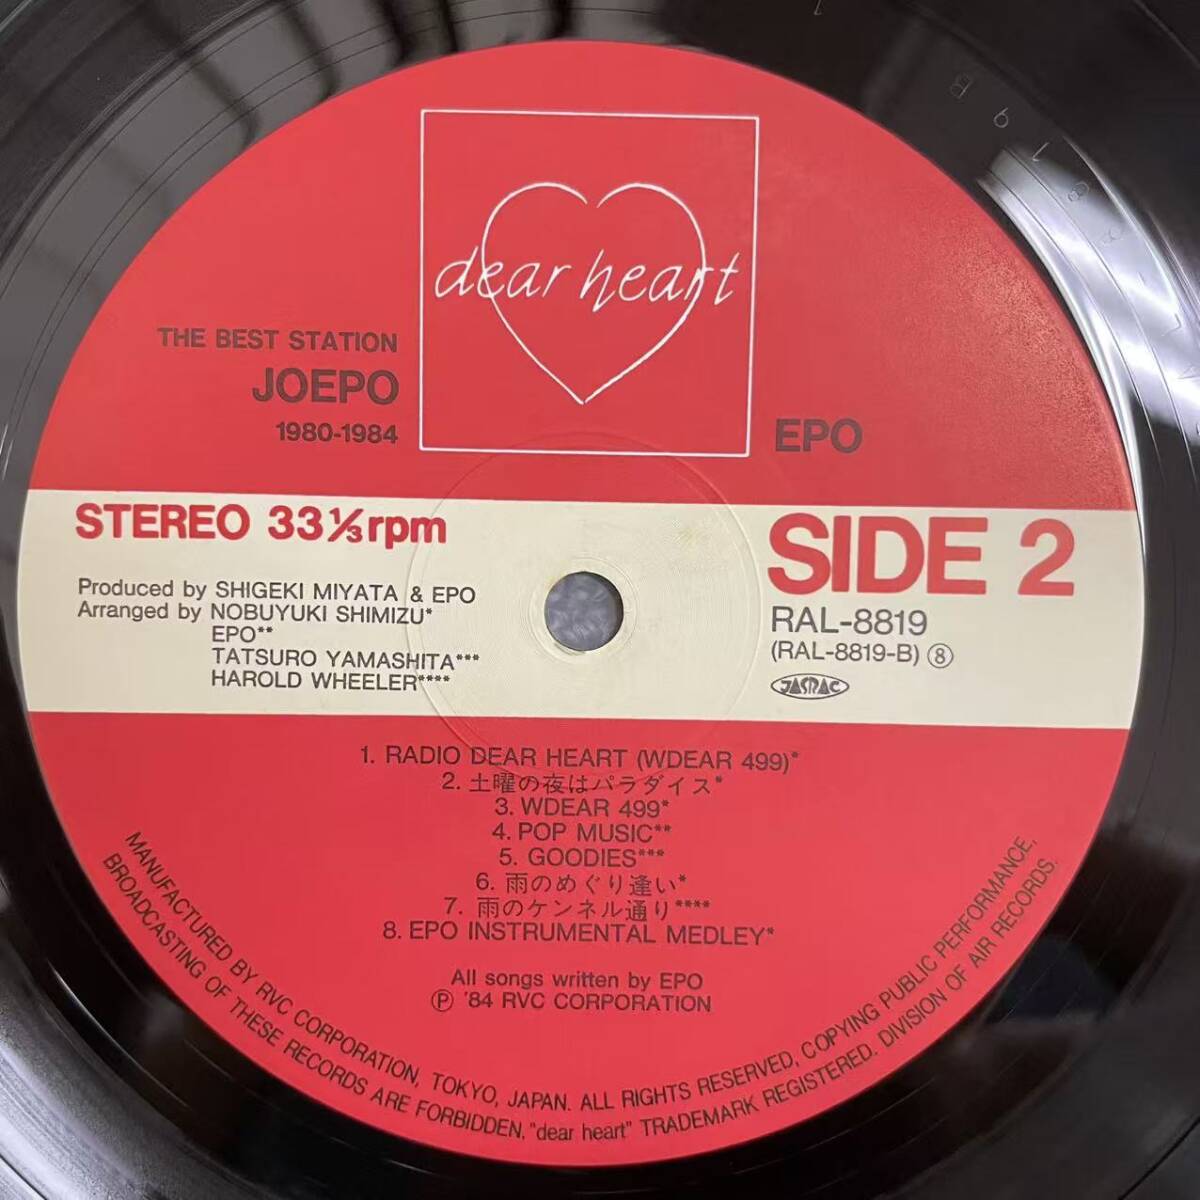 dear heart
THE BEST STATION
JOEPO
1980-1984
EPO
STEREO 33⅓rpm
SIDE 2
Produced by SHIGEKI MIYATA & EPO
Arranged by NOBUYUKI SHIMIZU*
EPO**
TATSURO YAMASHITA***
HAROLD WHEELER****
RAL-8819
(RAL-8819-B) ⑧
JASRAC
1. RADIO DEAR HEART (WDEAR 499)*
2. 土曜の夜はパラダイス*
3. WDEAR 499*
4. POP MUSIC**
5. GOODIES***
6. 雨のめぐり逢い*
7. 雨のケンネル通り****
8. EPO INSTRUMENTAL MEDLEY*
All songs written by EPO
Ⓟ '84 RVC CORPORATION
MANUFACTURED BY RVC CORPORATION, TOKYO, JAPAN. ALL RIGHTS RESERVED, COPYING PUBLIC PERFORMANCE,
BROADCASTING OF THESE RECORDS ARE FORBIDDEN, "dear heart" TRADEMARK REGISTERED. DIVISION OF AIR RECORDS.